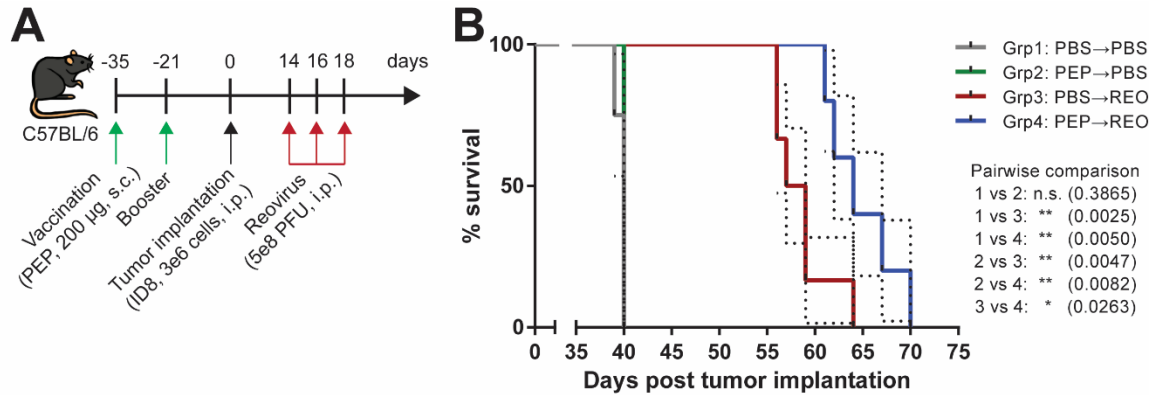 A
-35 -21 0 14 16 18 days
C57BL/6
Vaccination
(PEP, 200 µg, s.c.)
Booster
Tumor implantation
(ID8, 3e6 cells, i.p.)
Reovirus
(5e8 PFU, i.p.)
B
% survival
100
50
0
0 35 40 45 50 55 60 65 70 75
Days post tumor implantation
Grp1: PBS→PBS
Grp2: PEP→PBS
Grp3: PBS→REO
Grp4: PEP→REO
Pairwise comparison
1 vs 2: n.s. (0.3865)
1 vs 3: ** (0.0025)
1 vs 4: ** (0.0050)
2 vs 3: ** (0.0047)
2 vs 4: ** (0.0082)
3 vs 4: * (0.0263)